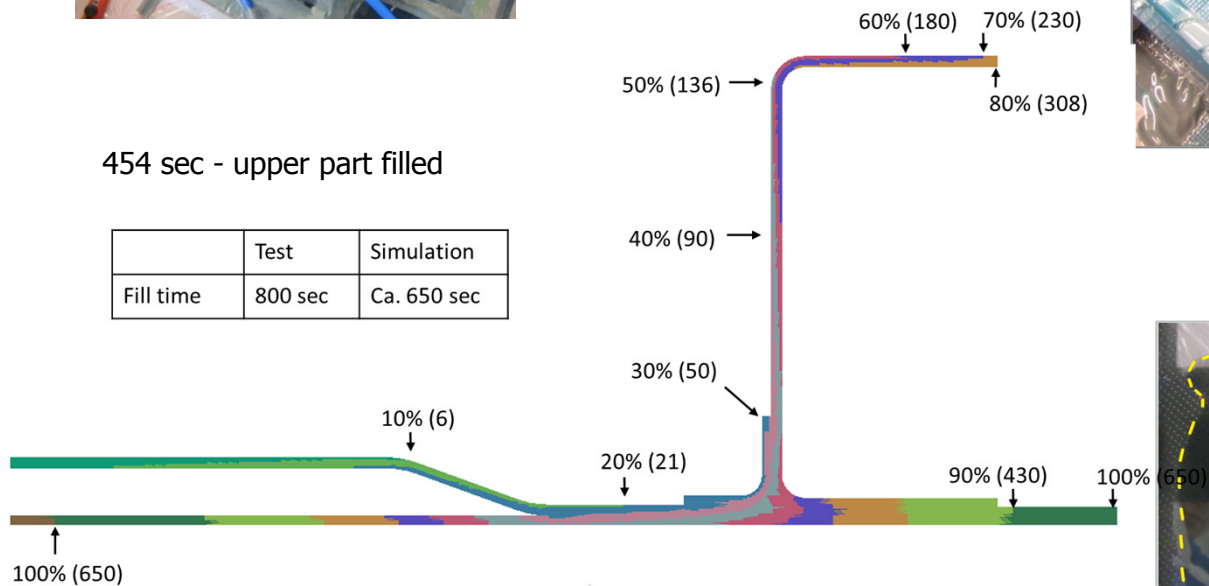 60% (180)
70% (230)
50% (136)
80% (308)
454 sec - upper part filled
Test
Simulation
Fill time
800 sec
Ca. 650 sec
40% (90)
30% (50)
10% (6)
20% (21)
90% (430)
100% (650)
100% (650)